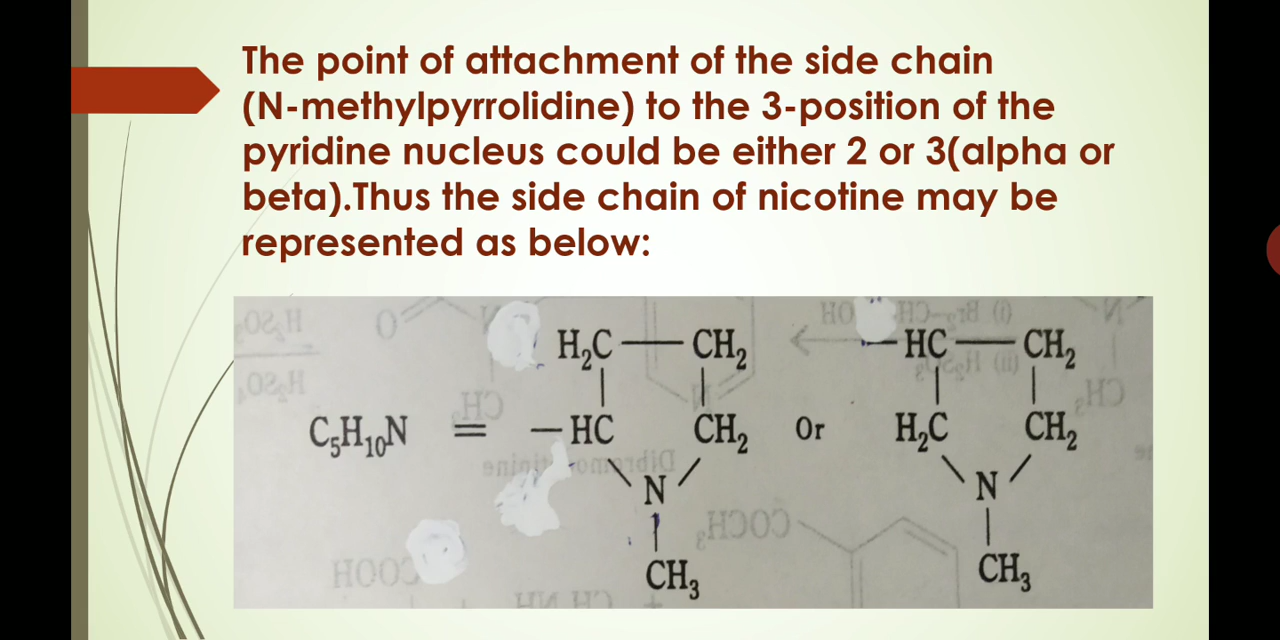 The point of attachment of the side chain
(N-methylpyrrolidine) to the 3-position of the
pyridine nucleus could be either 2 or 3(alpha or
beta).Thus the side chain of nicotine may be
represented as below:
H₂C — CH₂ — HC — CH₂
C₅H₁₀N = — HC CH₂ Or H₂C CH₂
N N
CH₃ CH₃